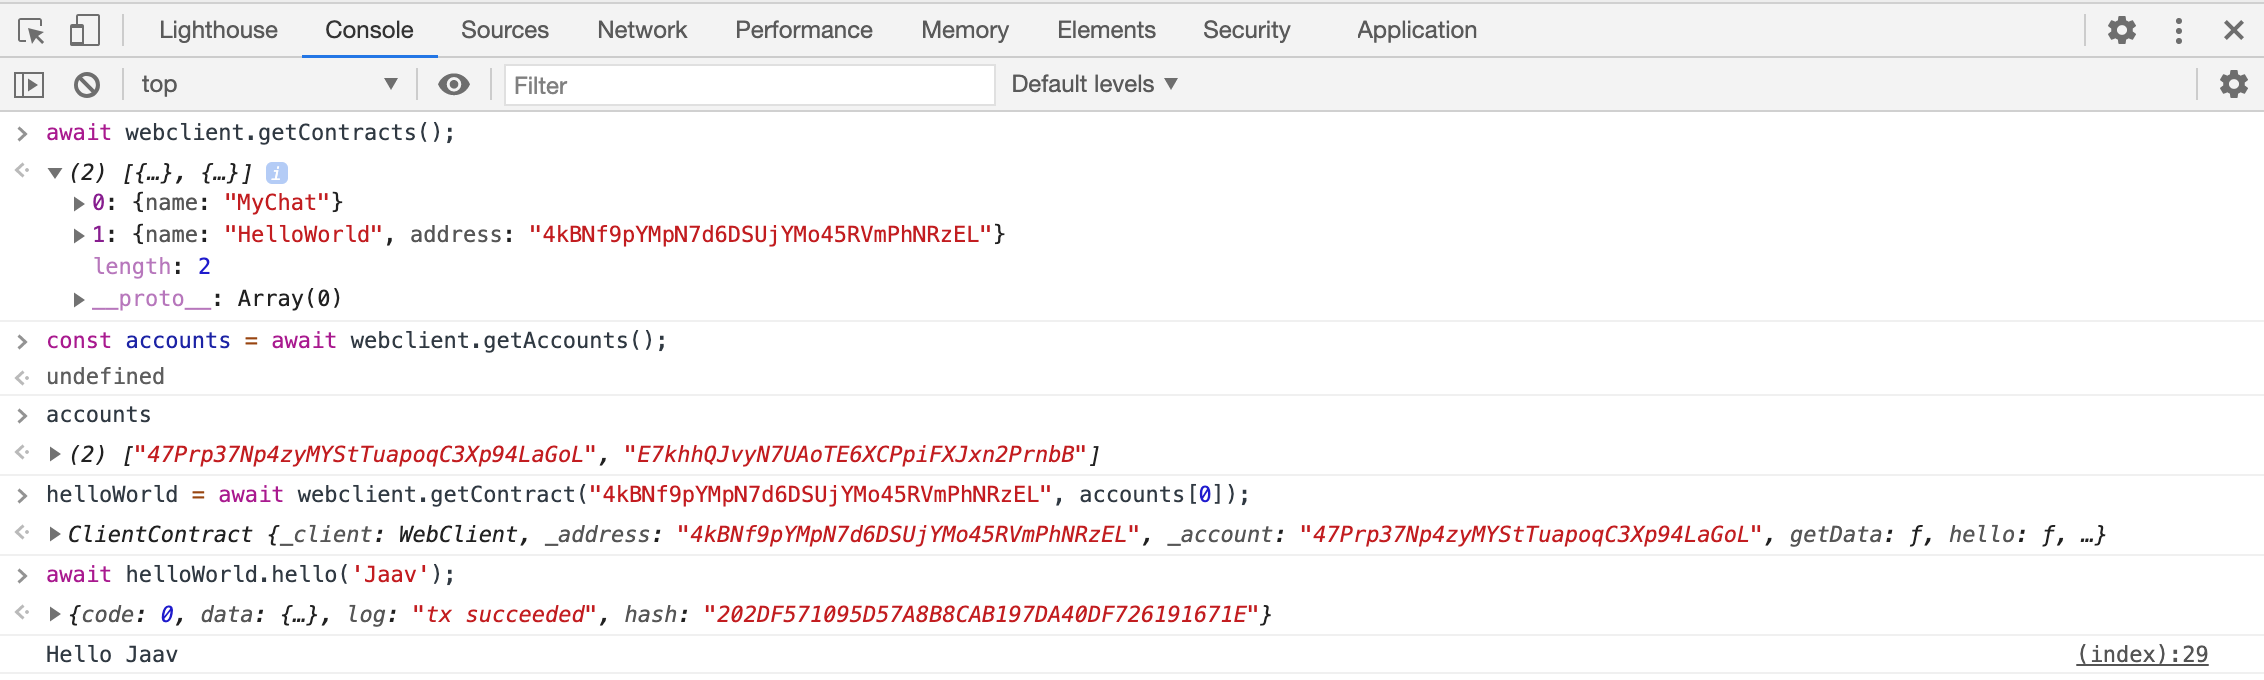 Lighthouse Console Sources Network Performance Memory Elements Security Application
top Filter Default levels
await webclient.getContracts();
(2) [{…}, {…}] i
0: {name: "MyChat"}
1: {name: "HelloWorld", address: "4kBNf9pYMpN7d6DSUjYMo45RVmPhNRzEL"}
length: 2
__proto__: Array(0)
const accounts = await webclient.getAccounts();
undefined
accounts
(2) ["47Prp37Np4zyMYStTuapoqC3Xp94LaGoL", "E7khhQJvyN7UAoTE6XCPpiFXJxn2PrnbB"]
helloWorld = await webclient.getContract("4kBNf9pYMpN7d6DSUjYMo45RVmPhNRzEL", accounts[0]);
ClientContract {_client: WebClient, _address: "4kBNf9pYMpN7d6DSUjYMo45RVmPhNRzEL", _account: "47Prp37Np4zyMYStTuapoqC3Xp94LaGoL", getData: ƒ, hello: ƒ, …}
await helloWorld.hello('Jaav');
{code: 0, data: {…}, log: "tx succeeded", hash: "202DF571095D57A8B8CAB197DA40DF726191671E"}
Hello Jaav (index):29